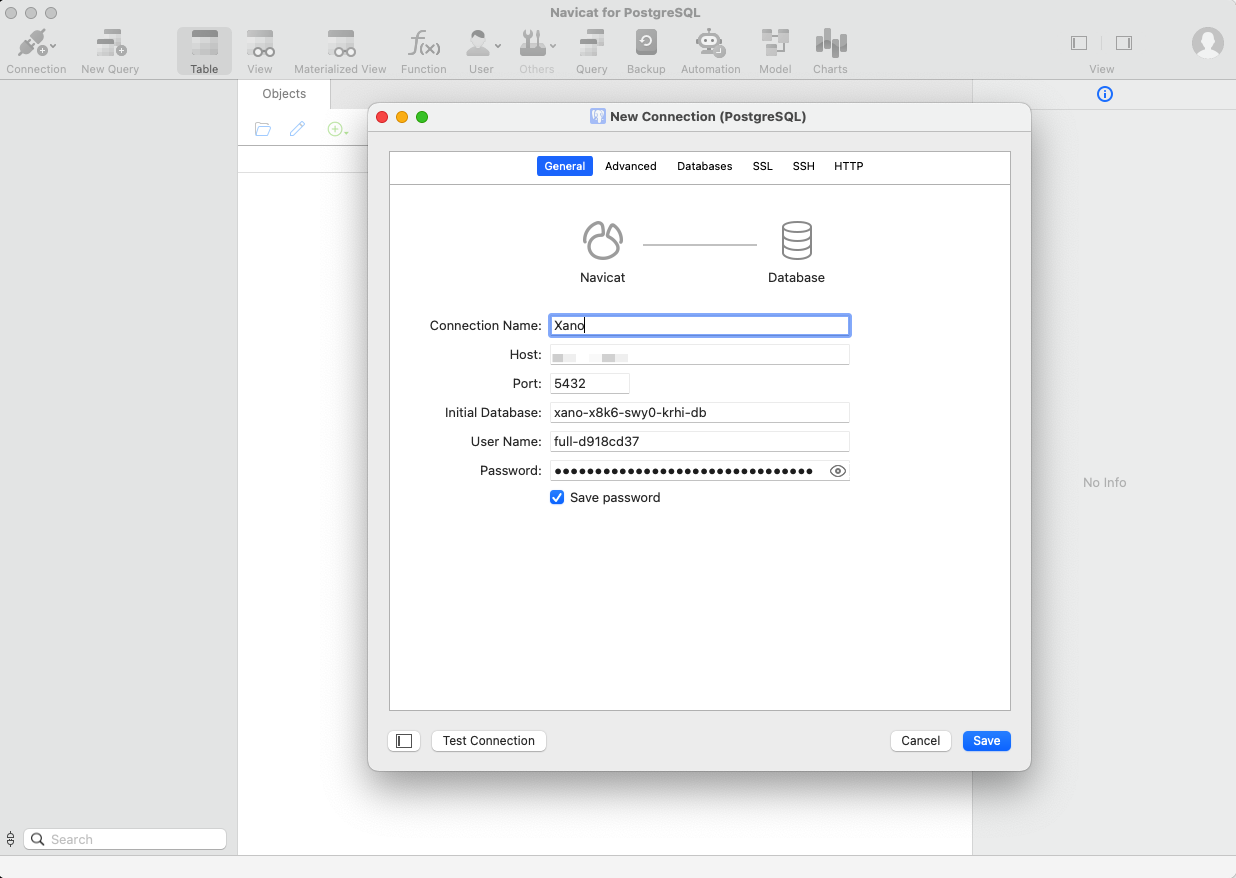 Navicat for PostgreSQL
Connection New Query Table View Materialized View Function User Others Query Backup Automation Model Charts View
Objects
New Connection (PostgreSQL)
General Advanced Databases SSL SSH HTTP
Navicat Database
Connection Name: Xano
Host:
Port: 5432
Initial Database: xano-x8k6-swy0-krhi-db
User Name: full-d918cd37
Password: ••••••••••••••••••••••••••••••••
Save password
No Info
Test Connection Cancel Save
Search